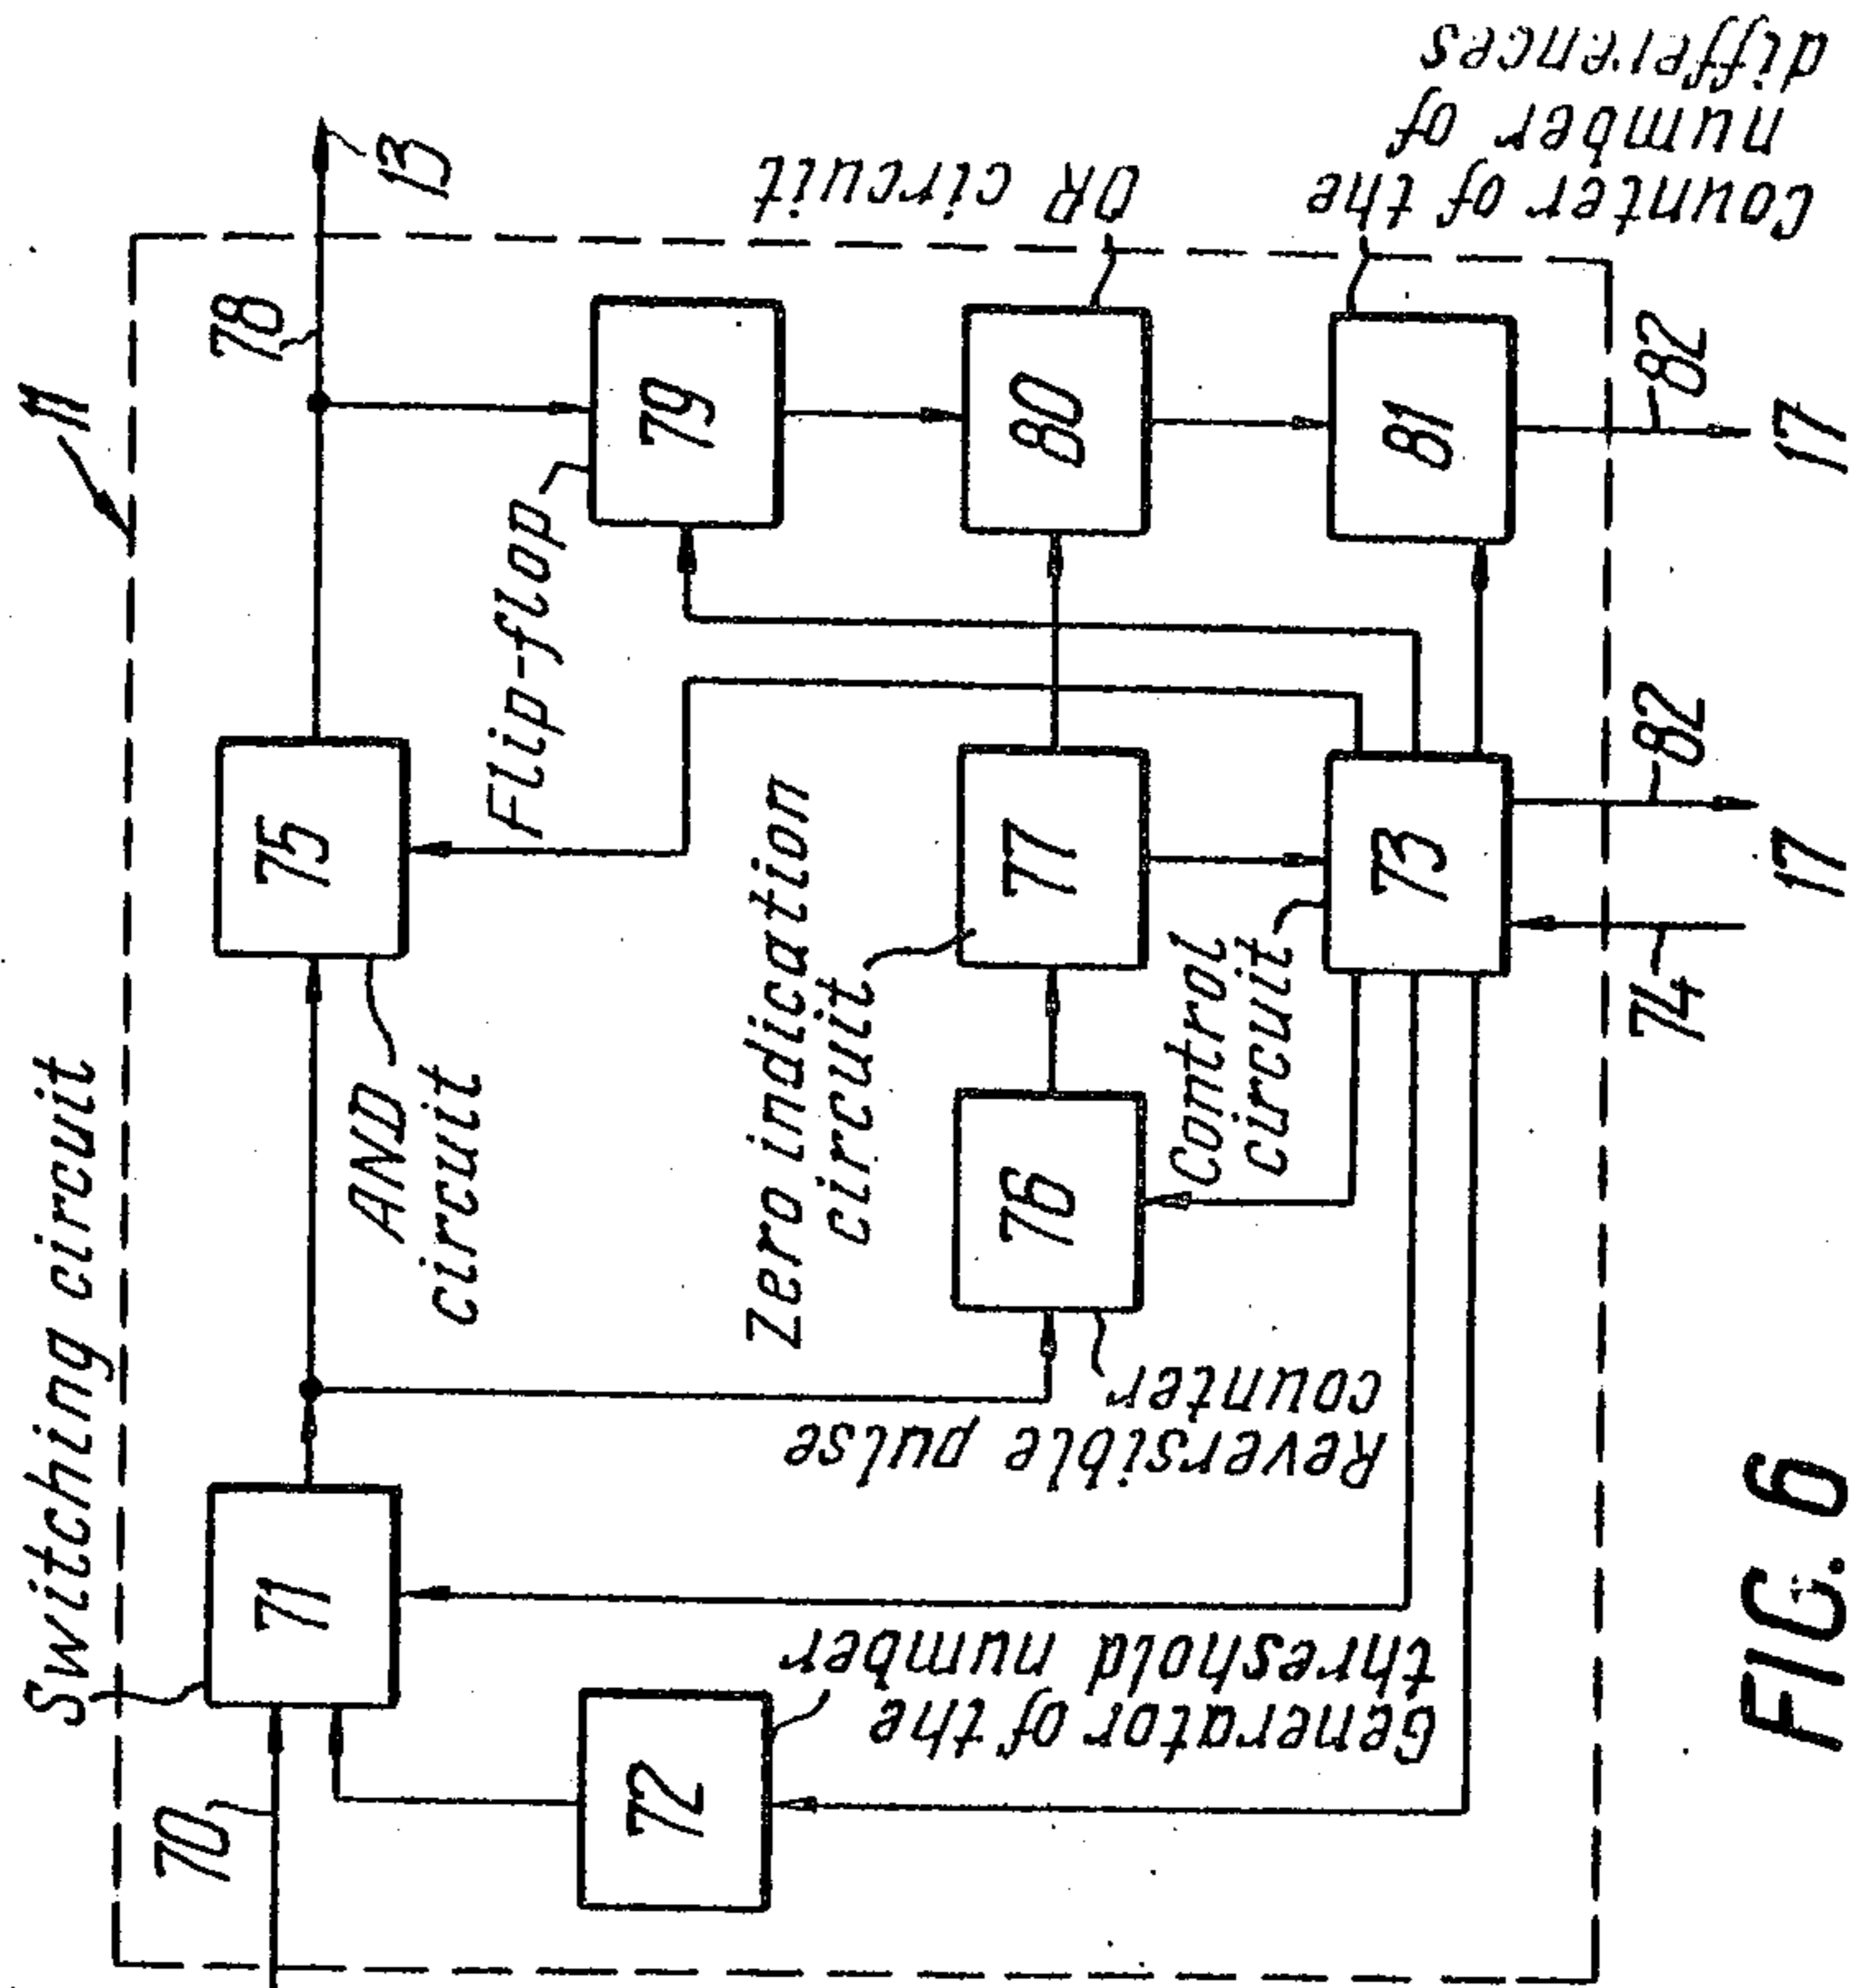 11
Switching circuit
70
71
AND
circuit
75
78
13
72
Generator of the
threshold number
Reversible pulse
counter
76
Zero indication
circuit
77
Flip-flop
79
OR circuit
80
Control
circuit
73
81
Counter of the
number of
differences
74
82
82
17
17
FIG. 6